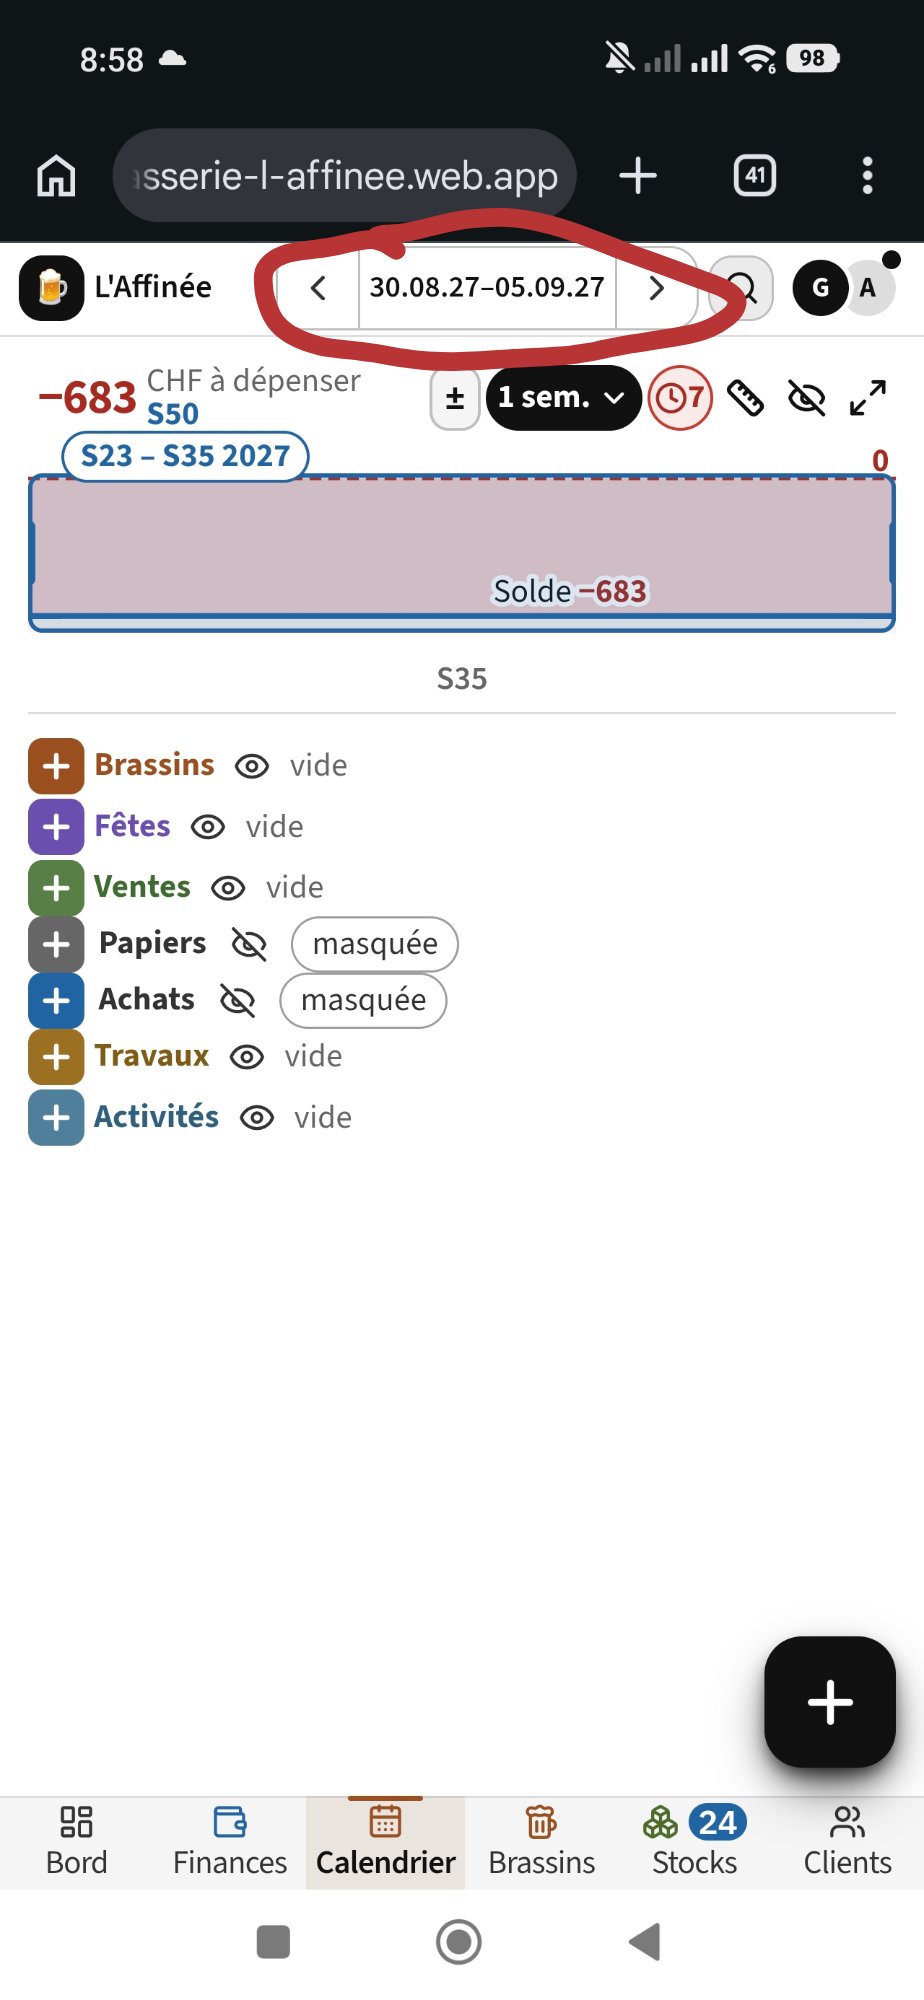 8:58
6
98
asserie-l-affinee.web.app
41
L'Affinée
30.08.27–05.09.27
G
A
−683 CHF à dépenser
S50
±
1 sem.
7
S23 – S35 2027
0
Solde −683
S35
Brassins vide
Fêtes vide
Ventes vide
Papiers masquée
Achats masquée
Travaux vide
Activités vide
+
24
Bord Finances Calendrier Brassins Stocks Clients